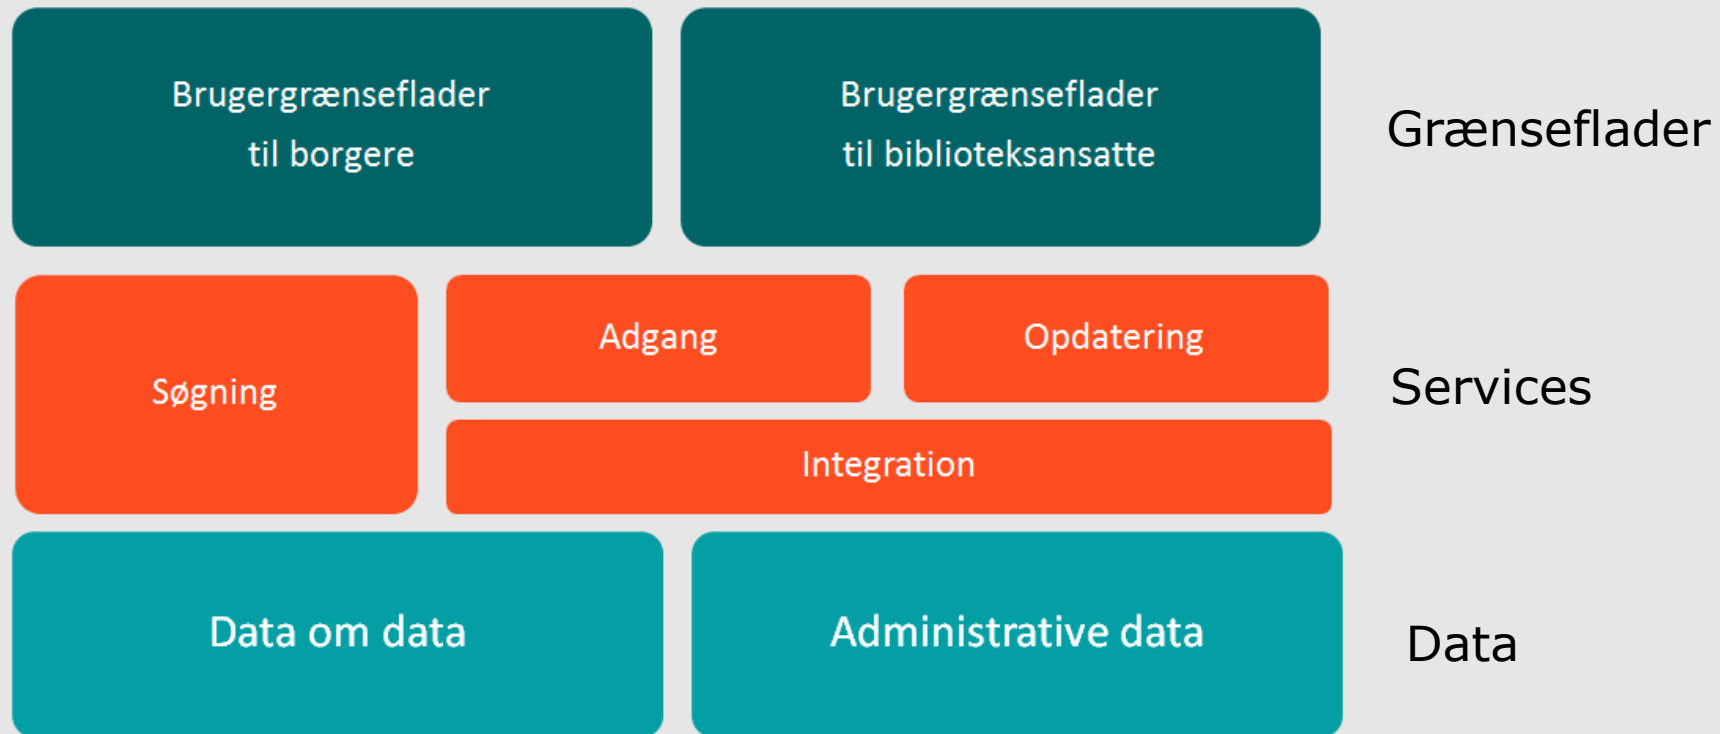 Brugergrænseflader
til borgere
Brugergrænseflader
til biblioteksansatte
Grænseflader
Søgning
Adgang
Opdatering
Integration
Services
Data om data
Administrative data
Data